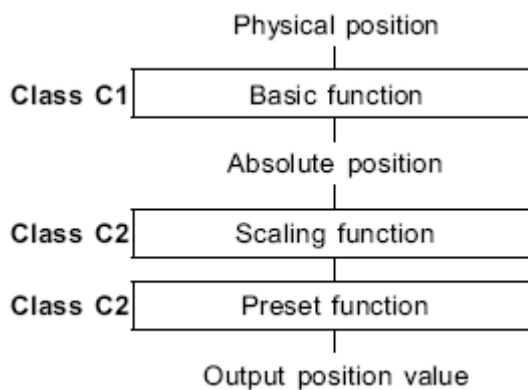 Physical position
Class C1 Basic function
Absolute position
Class C2 Scaling function
Class C2 Preset function
Output position value